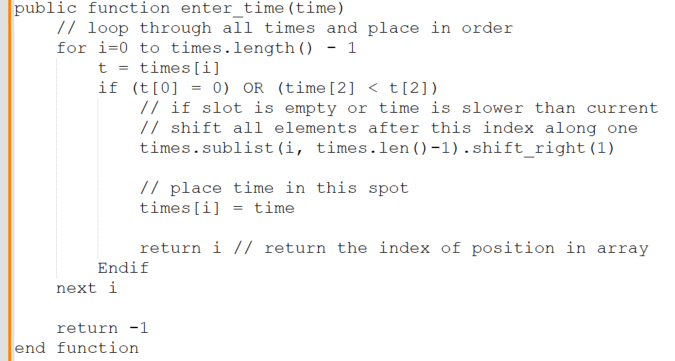 public function enter_time(time)
// loop through all times and place in order
for i=0 to times.length() - 1
t = times[i]
if (t[0] = 0) OR (time[2] < t[2])
// if slot is empty or time is slower than current
// shift all elements after this index along one
times.sublist(i, times.len()-1).shift_right(1)
// place time in this spot
times[i] = time
return i // return the index of position in array
Endif
next i
return -1
end function